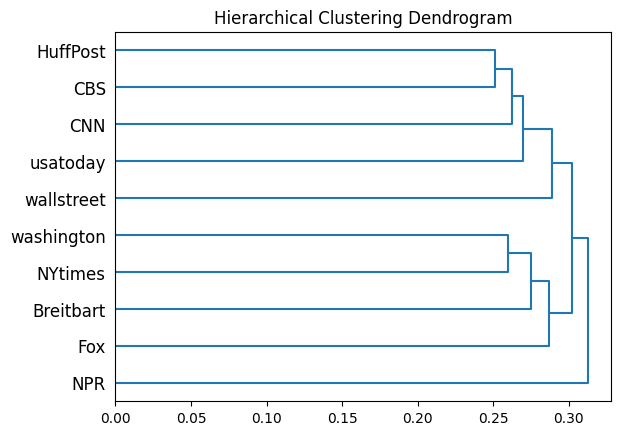 Hierarchical Clustering Dendrogram
HuffPost
CBS
CNN
usatoday
wallstreet
washington
NYtimes
Breitbart
Fox
NPR
0.00 0.05 0.10 0.15 0.20 0.25 0.30